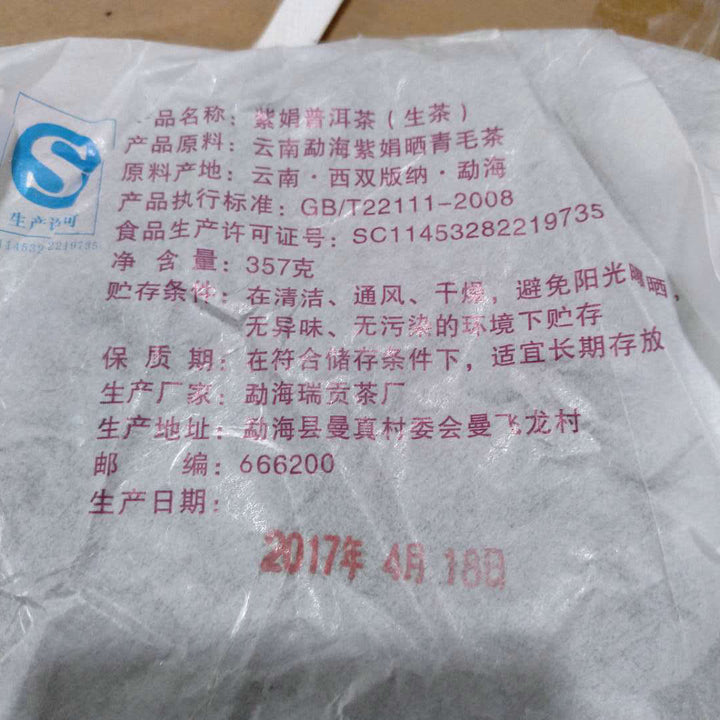 产品名称：紫娟普洱茶（生茶）
产品原料：云南勐海紫娟晒青毛茶
原料产地：云南·西双版纳·勐海
产品执行标准：GB/T22111-2008
食品生产许可证号：SC11453282219735
净 含 量：357克
贮存条件：在清洁、通风、干燥，避免阳光 晒，
无异味、无污染的环境下贮存
保 质 期：在符合储存条件下，适宜长期存放
生产厂家：勐海瑞贡茶厂
生产地址：勐海县曼真村委会曼飞龙村
邮 编：666200
生产日期：
2017年 4月 18日
S
生产许可
114532 2219735